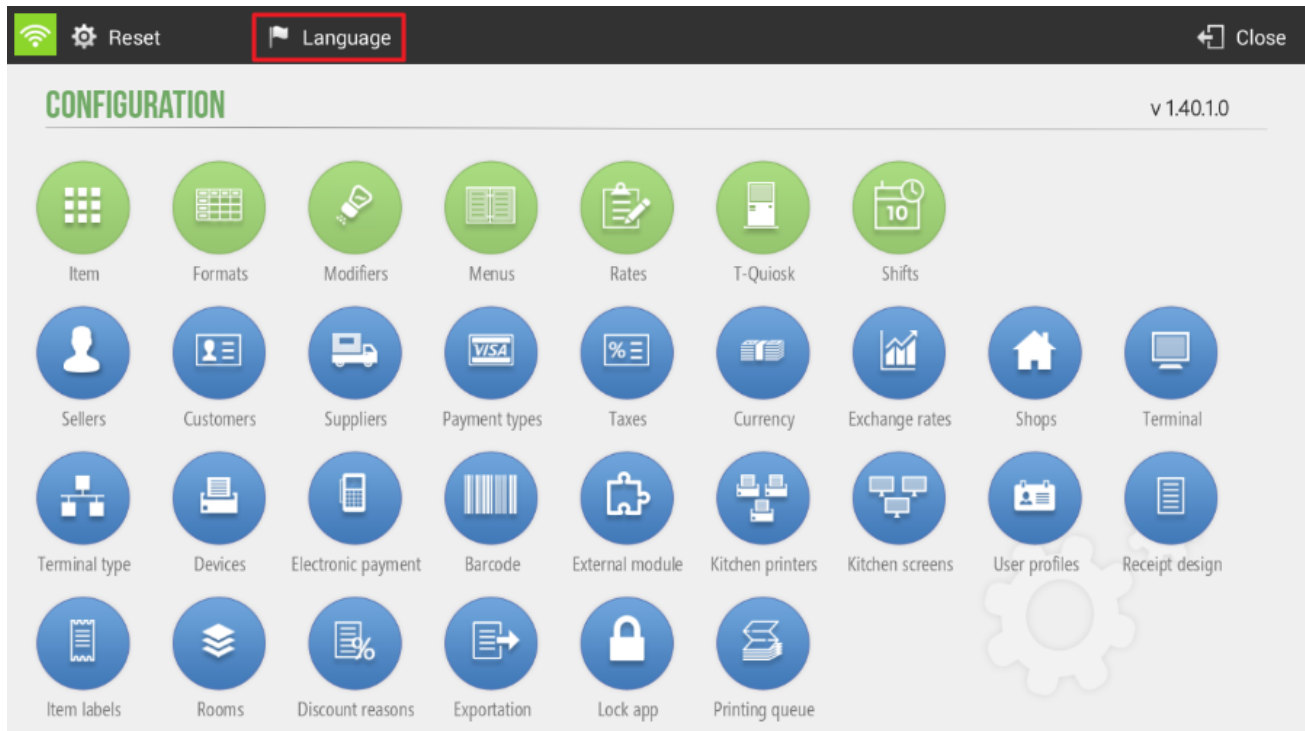 Reset Language Close
CONFIGURATION v 1.40.1.0
10
Item Formats Modifiers Menus Rates T-Quiosk Shifts
VISA %
Sellers Customers Suppliers Payment types Taxes Currency Exchange rates Shops Terminal
Terminal type Devices Electronic payment Barcode External module Kitchen printers Kitchen screens User profiles Receipt design
%
Item labels Rooms Discount reasons Exportation Lock app Printing queue